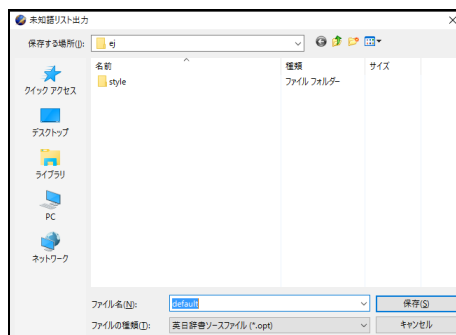 未知語リスト出力
保存する場所(I):
ej
名前
種類
サイズ
style
ファイル フォルダー
クイック アクセス
デスクトップ
ライブラリ
PC
ネットワーク
ファイル名(N):
default
保存(S)
ファイルの種類(T):
英日辞書ソースファイル (*.opt)
キャンセル